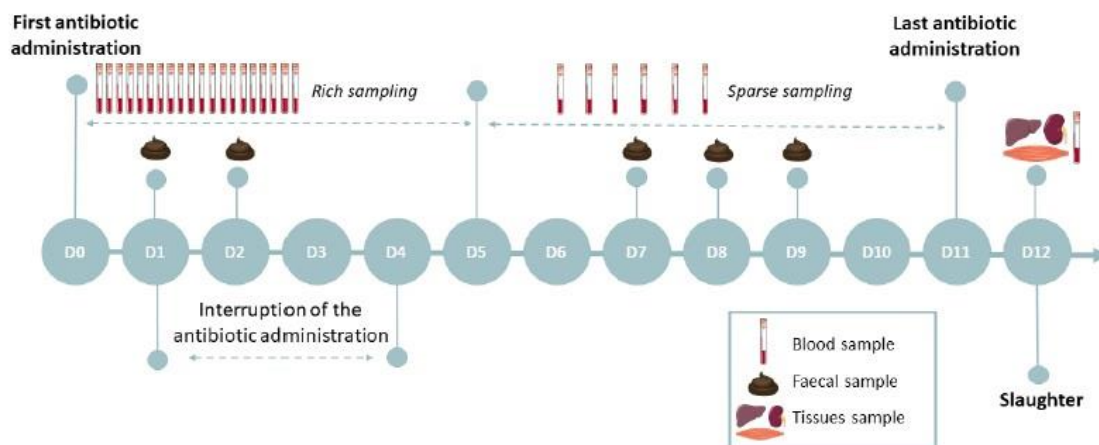 First antibiotic
administration
Last antibiotic
administration
Rich sampling
Sparse sampling
D0
D1
D2
D3
D4
D5
D6
D7
D8
D9
D10
D11
D12
Interruption of the
antibiotic administration
Blood sample
Faecal sample
Tissues sample
Slaughter